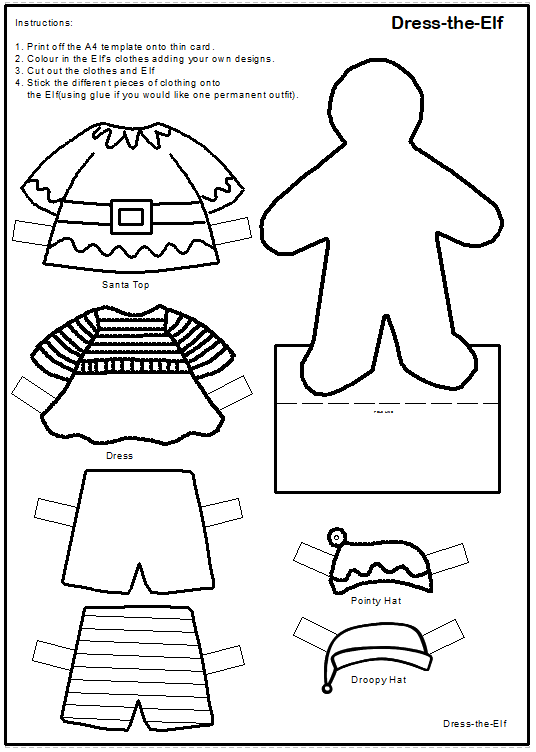 Dress-the-Elf
Instructions:
1. Print off the A4 template onto thin card.
2. Colour in the Elf's clothes adding your own designs.
3. Cut out the clothes and Elf
4. Stick the different pieces of clothing onto
the Elf(using glue if you would like one permanent outfit).
Santa Top
Dress
Pointy Hat
Droopy Hat
Dress-the-Elf